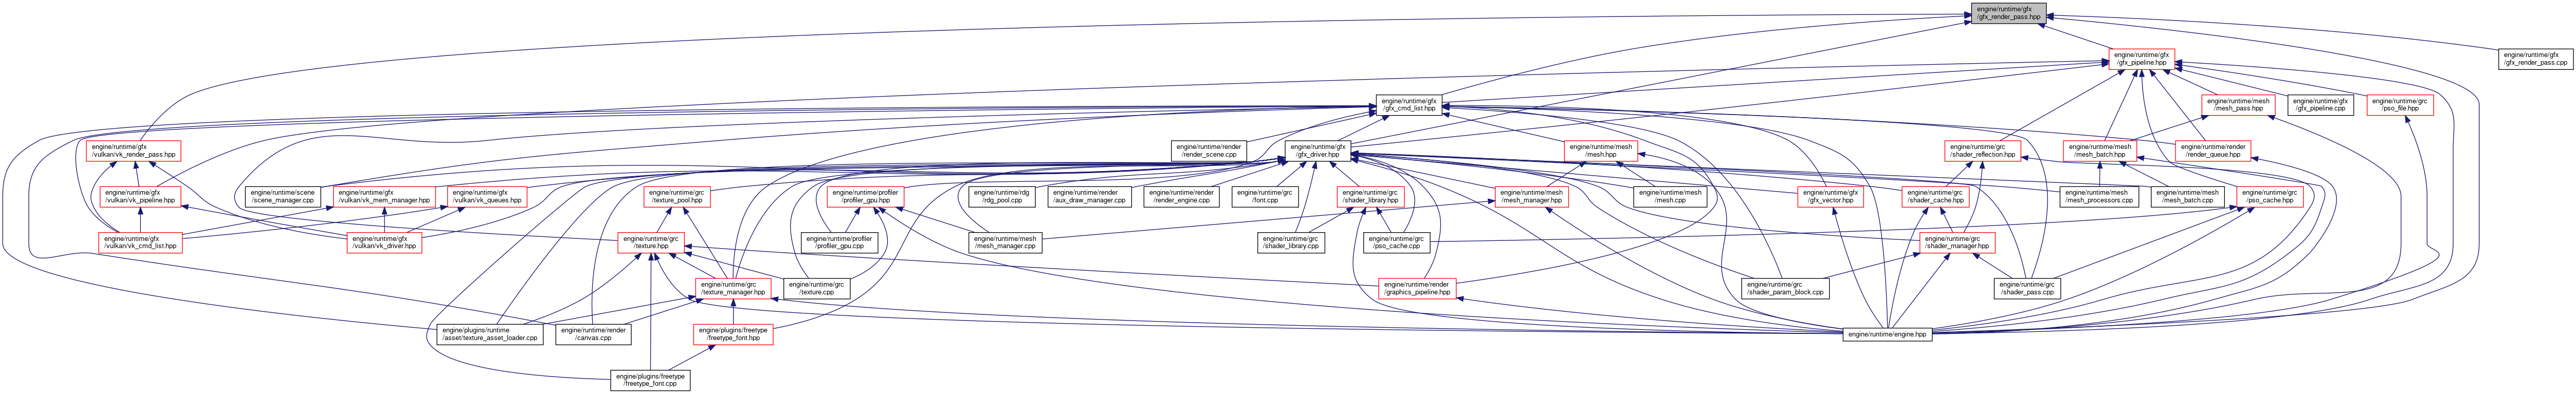 engine/runtime/gfx
/gfx_render_pass.hpp
engine/runtime/gfx
/gfx_pipeline.hpp
engine/runtime/gfx
/gfx_render_pass.cpp
engine/runtime/gfx
/gfx_cmd_list.hpp
engine/runtime/mesh
/mesh_pass.hpp
engine/runtime/gfx
/gfx_pipeline.cpp
engine/runtime/grc
/pso_file.hpp
engine/runtime/gfx
/vulkan/vk_render_pass.hpp
engine/runtime/render
/render_scene.cpp
engine/runtime/gfx
/gfx_driver.hpp
engine/runtime/mesh
/mesh.hpp
engine/runtime/grc
/shader_reflection.hpp
engine/runtime/mesh
/mesh_batch.hpp
engine/runtime/render
/render_queue.hpp
engine/runtime/gfx
/vulkan/vk_pipeline.hpp
engine/runtime/scene
/scene_manager.cpp
engine/runtime/gfx
/vulkan/vk_mem_manager.hpp
engine/runtime/gfx
/vulkan/vk_queues.hpp
engine/runtime/grc
/texture_pool.hpp
engine/runtime/profiler
/profiler_gpu.hpp
engine/runtime/rdg
/rdg_pool.cpp
engine/runtime/render
/aux_draw_manager.cpp
engine/runtime/render
/render_engine.cpp
engine/runtime/grc
/font.cpp
engine/runtime/grc
/shader_library.hpp
engine/runtime/mesh
/mesh_manager.hpp
engine/runtime/mesh
/mesh.cpp
engine/runtime/gfx
/gfx_vector.hpp
engine/runtime/grc
/shader_cache.hpp
engine/runtime/mesh
/mesh_processors.cpp
engine/runtime/mesh
/mesh_batch.cpp
engine/runtime/grc
/pso_cache.hpp
engine/runtime/gfx
/vulkan/vk_cmd_list.hpp
engine/runtime/gfx
/vulkan/vk_driver.hpp
engine/runtime/grc
/texture.hpp
engine/runtime/profiler
/profiler_gpu.cpp
engine/runtime/mesh
/mesh_manager.cpp
engine/runtime/grc
/shader_library.cpp
engine/runtime/grc
/pso_cache.cpp
engine/runtime/grc
/shader_manager.hpp
engine/runtime/grc
/texture_manager.hpp
engine/runtime/grc
/texture.cpp
engine/runtime/render
/graphics_pipeline.hpp
engine/runtime/grc
/shader_param_block.cpp
engine/runtime/grc
/shader_pass.cpp
engine/plugins/runtime
/asset/texture_asset_loader.cpp
engine/runtime/render
/canvas.cpp
engine/plugins/freetype
/freetype_font.hpp
engine/runtime/engine.hpp
engine/plugins/freetype
/freetype_font.cpp